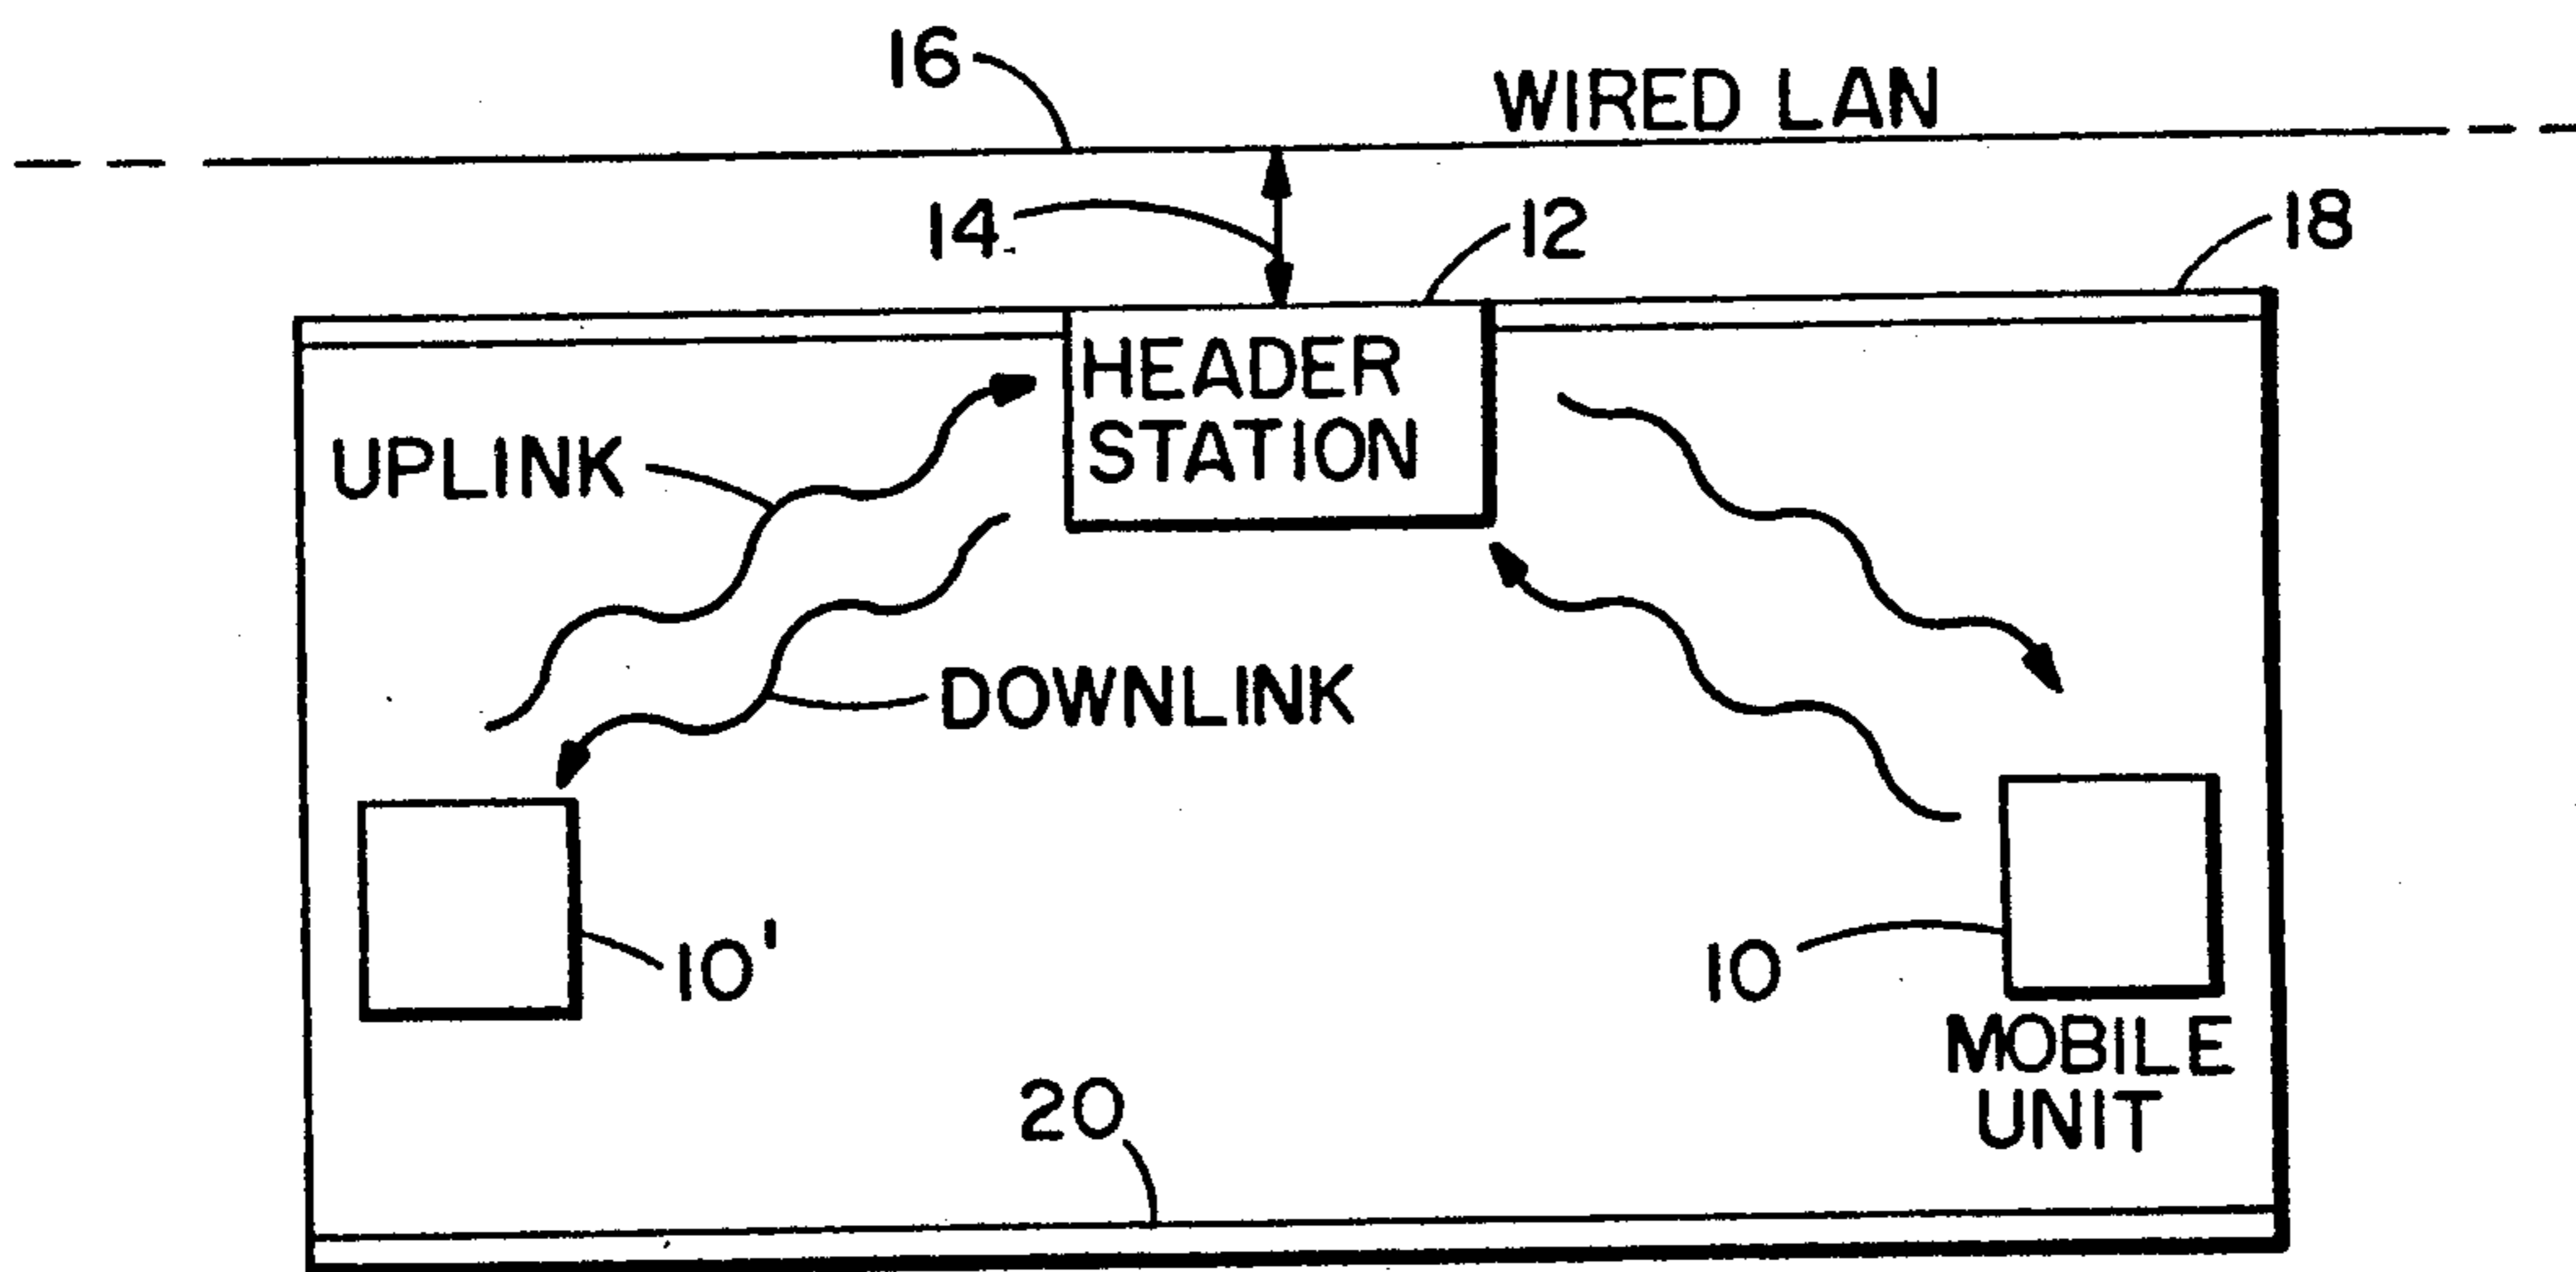 16
WIRED LAN
14
12
18
HEADER
STATION
UPLINK
DOWNLINK
10'
10
MOBILE
UNIT
20